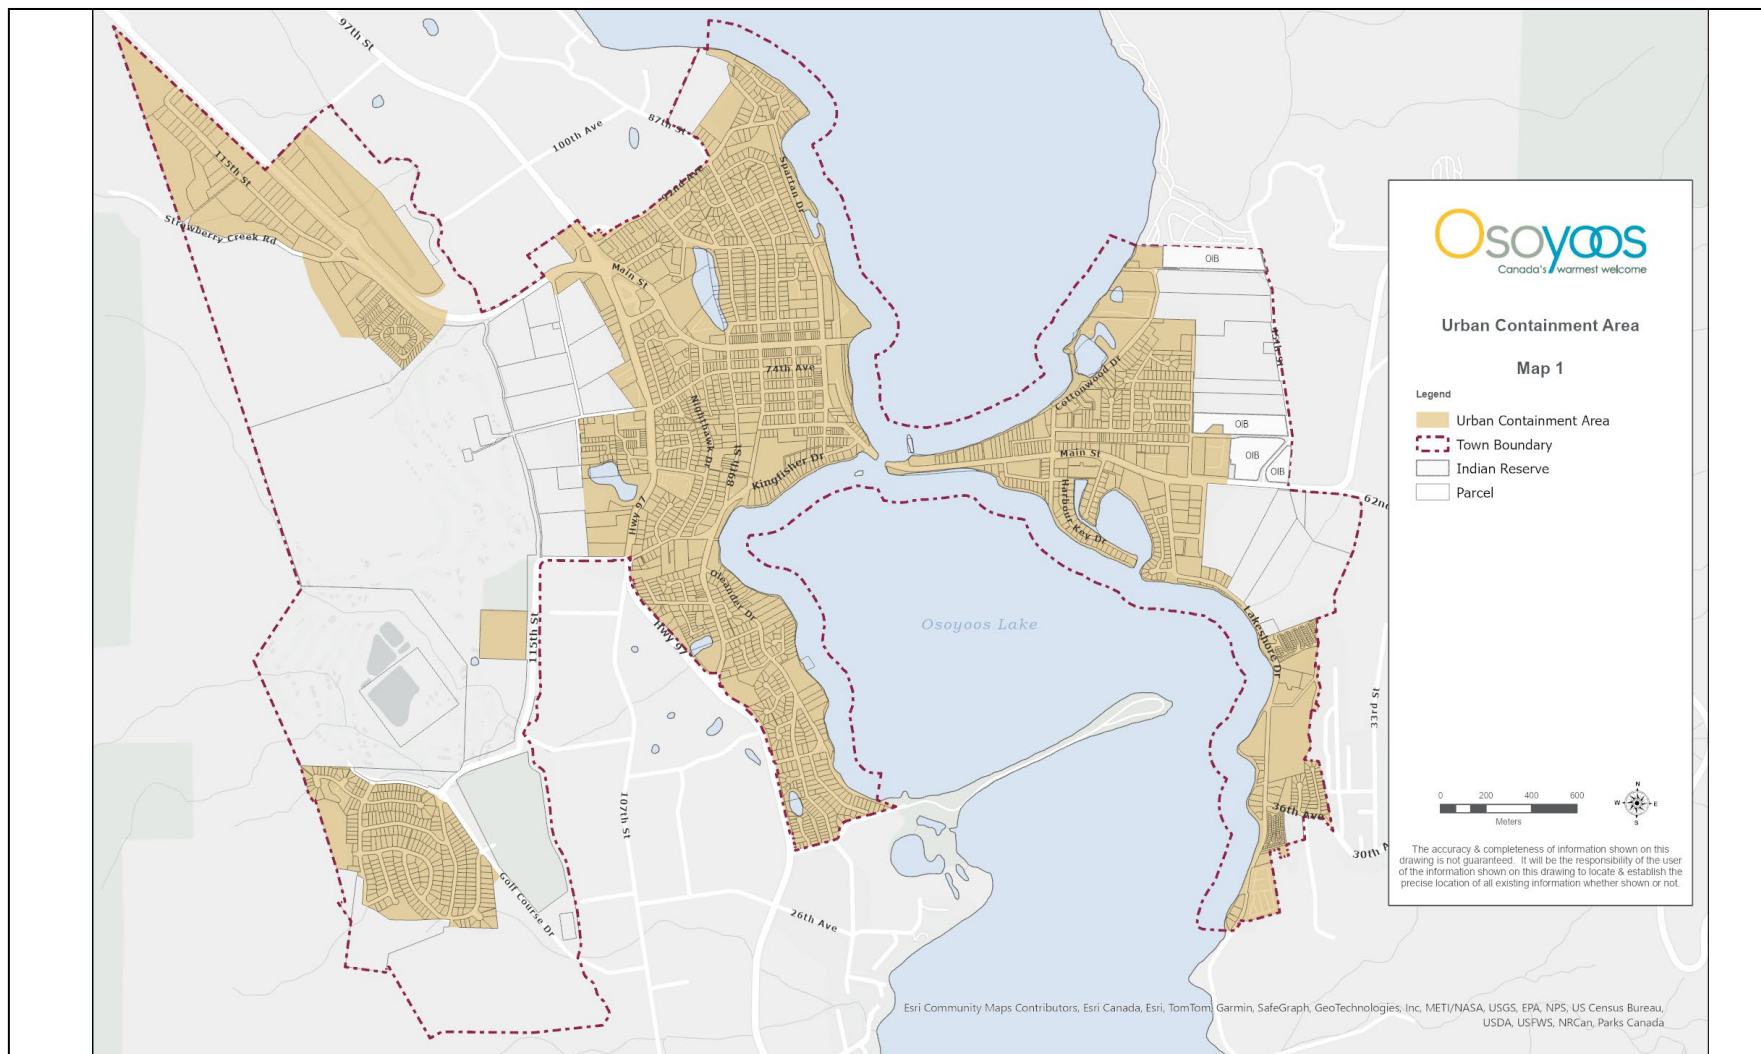 97th St
87th St
100th Ave
92nd Ave
Spartan Dr
115th St
Strawberry Creek Rd
Main St
74th Ave
Nighthawk Dr
89th St
Kingfisher Dr
Hwy 97
Oleander Dr
Hwy 97
115th St
107th St
Golf Course Dr
26th Ave
Osoyoos Lake
OIB
45th St
Cottonwood Dr
OIB
Main St
OIB
OIB
Harbour Key Dr
62nd
Lakeshore Dr
33rd St
36th Ave
30th A
Osoyoos
Canada's warmest welcome
Urban Containment Area
Map 1
Legend
Urban Containment Area
Town Boundary
Indian Reserve
Parcel
0 200 400 600
Meters
N
W E
S
The accuracy & completeness of information shown on this
drawing is not guaranteed. It will be the responsibility of the user
of the information shown on this drawing to locate & establish the
precise location of all existing information whether shown or not.
Esri Community Maps Contributors, Esri Canada, Esri, TomTom, Garmin, SafeGraph, GeoTechnologies, Inc, METI/NASA, USGS, EPA, NPS, US Census Bureau,
USDA, USFWS, NRCan, Parks Canada